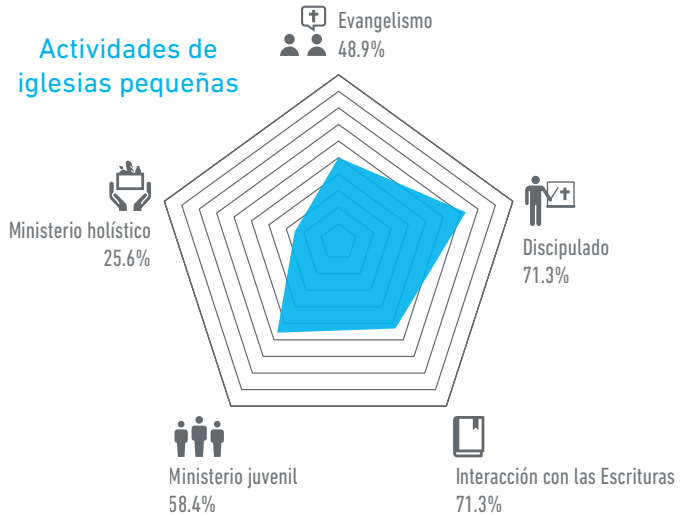 Actividades de
iglesias pequeñas
Evangelismo
48.9%
Discipulado
71.3%
Interacción con las Escrituras
71.3%
Ministerio juvenil
58.4%
Ministerio holístico
25.6%